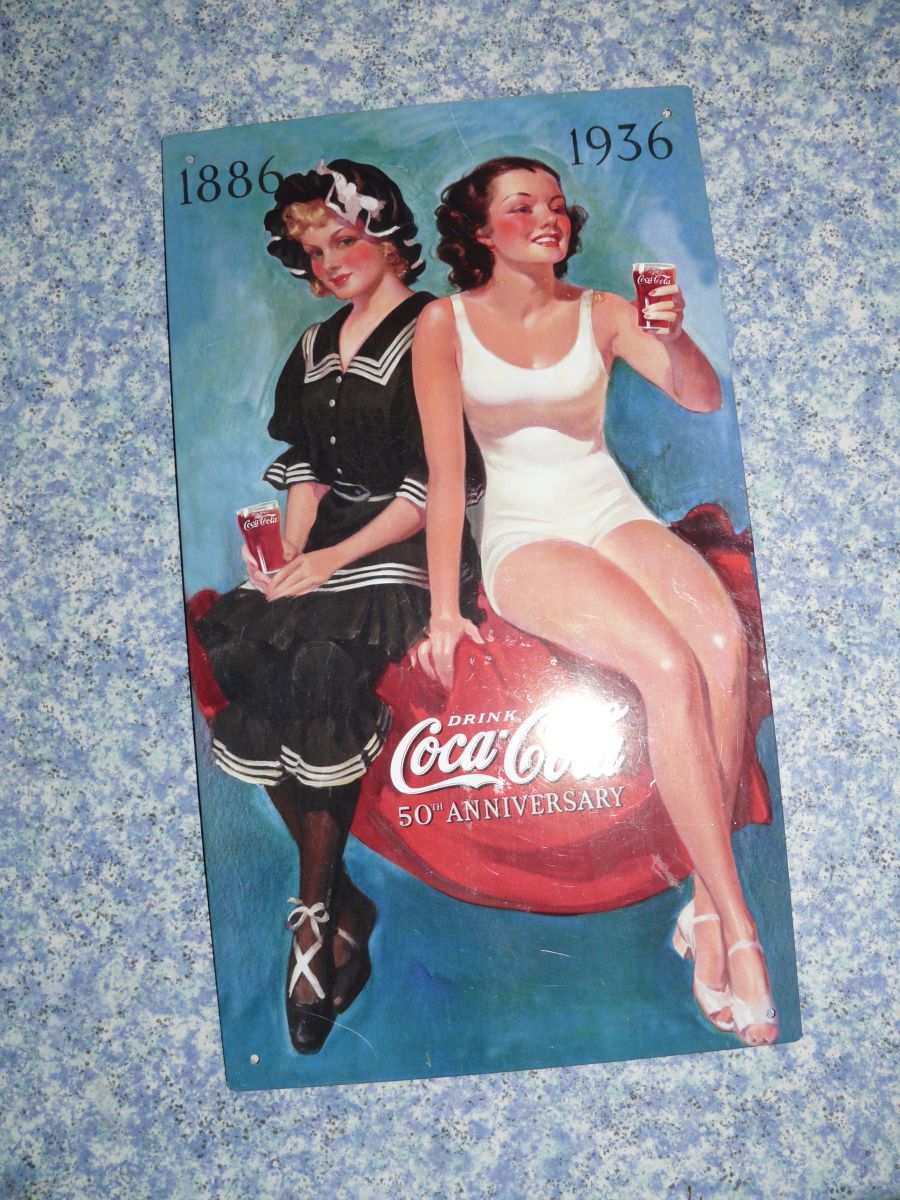 1886
1936
Coca-Cola
Coca-Cola
DRINK
Coca-Cola
50TH ANNIVERSARY